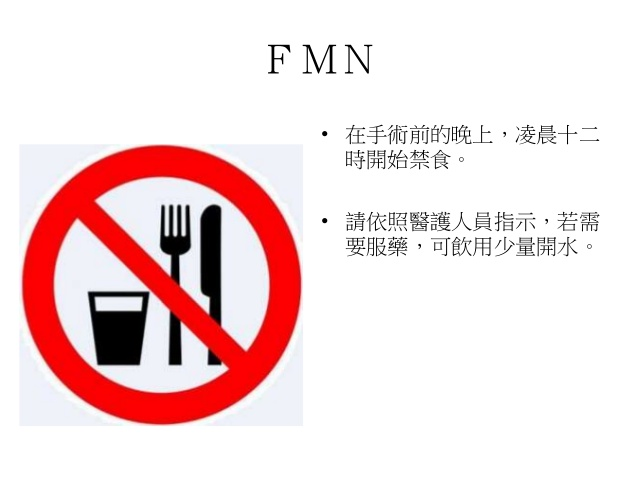 ＦＭＮ
• 在手術前的晚上，凌晨十二
時開始禁食。
• 請依照醫護人員指示，若需
要服藥，可飲用少量開水。